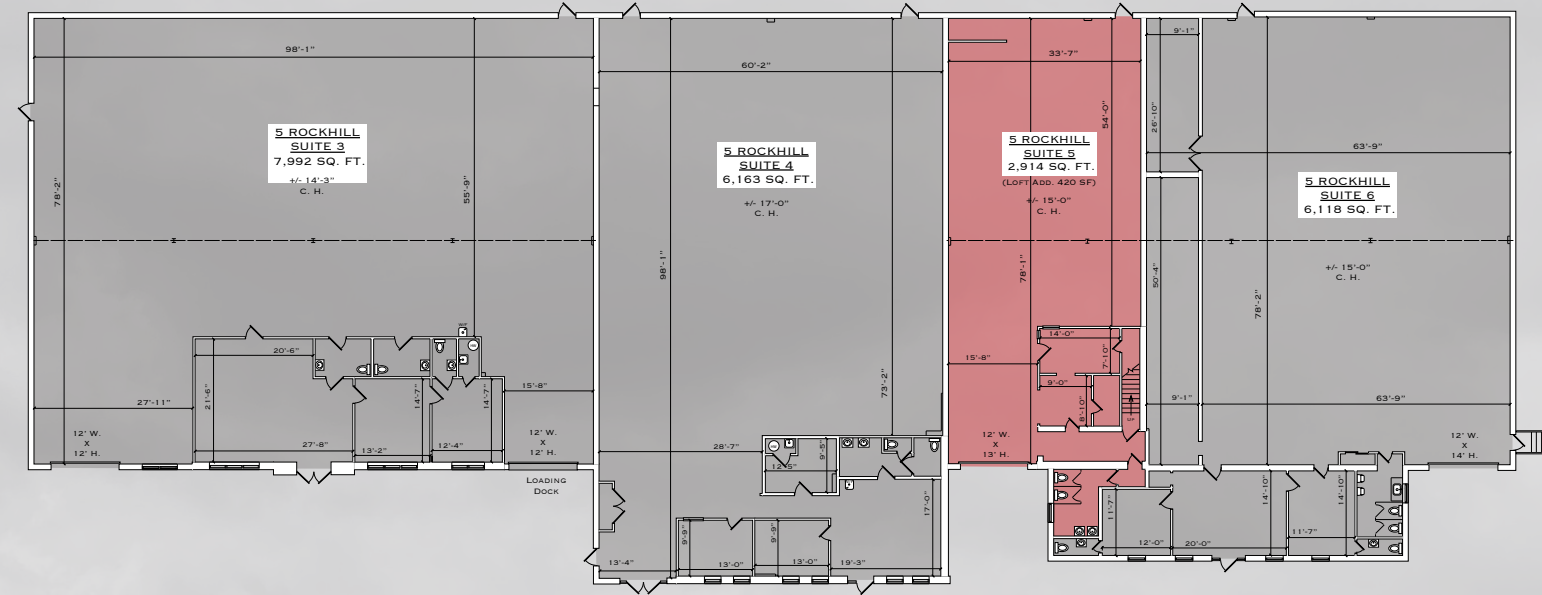 98'-1"
78'-2"
5 ROCKHILL
SUITE 3
7,992 SQ. FT.
+/- 14'-3"
C. H.
55'-9"
20'-6"
21'-6"
27'-11"
27'-8"
13'-2"
14'-7"
12'-4"
14'-7"
15'-8"
12' W.
X
12' H.
12' W.
X
12' H.
LOADING
DOCK
60'-2"
5 ROCKHILL
SUITE 4
6,163 SQ. FT.
+/- 17'-0"
C. H.
98'-1"
73'-2"
28'-7"
12'-5"
9'-5"
17'-0"
9'-9"
9'-9"
13'-4"
13'-0"
13'-0"
19'-3"
33'-7"
54'-0"
5 ROCKHILL
SUITE 5
2,914 SQ. FT.
(LOFT ADD. 420 SF)
+/- 15'-0"
C. H.
78'-1"
15'-8"
14'-0"
7'-10"
9'-0"
8'-10"
UP
12' W.
X
13' H.
9'-1"
26'-10"
63'-9"
5 ROCKHILL
SUITE 6
6,118 SQ. FT.
+/- 15'-0"
C. H.
50'-4"
78'-2"
9'-1"
63'-9"
12' W.
X
14' H.
11'-7"
12'-0"
20'-0"
14'-10"
11'-7"
14'-10"